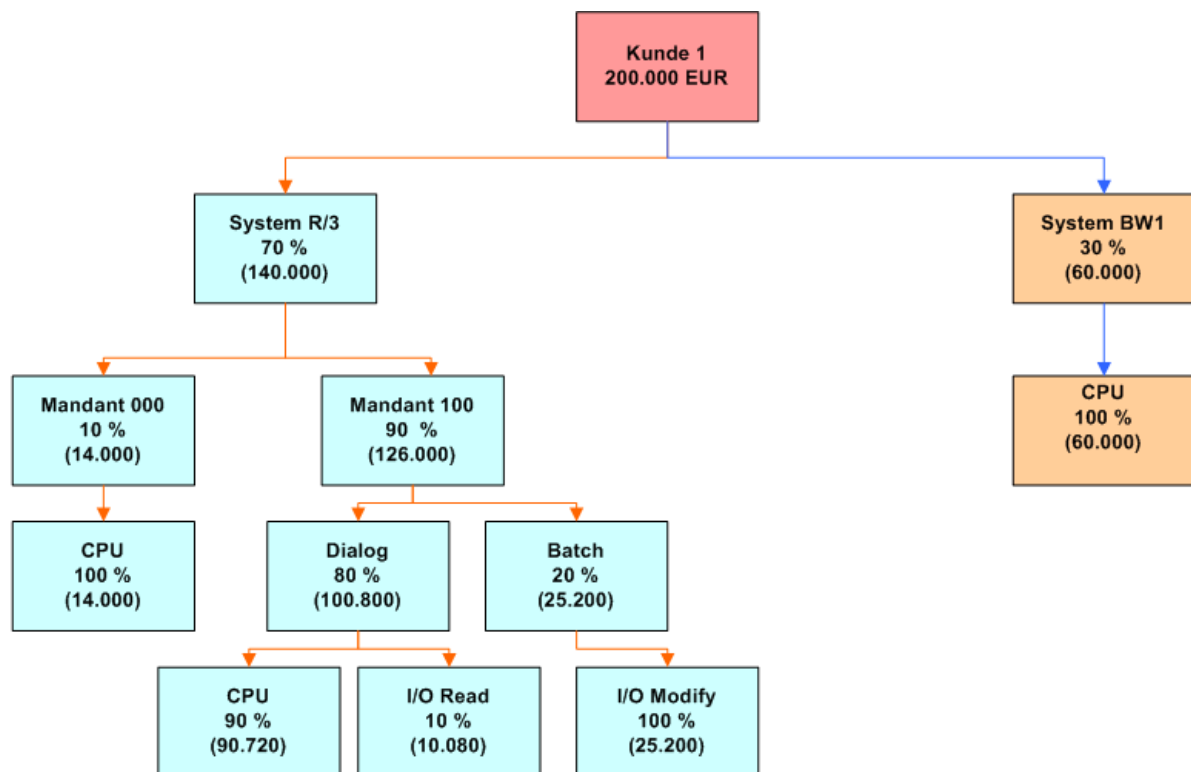 Kunde 1
200.000 EUR
System R/3
70 %
(140.000)
System BW1
30 %
(60.000)
Mandant 000
10 %
(14.000)
Mandant 100
90 %
(126.000)
CPU
100 %
(60.000)
CPU
100 %
(14.000)
Dialog
80 %
(100.800)
Batch
20 %
(25.200)
CPU
90 %
(90.720)
I/O Read
10 %
(10.080)
I/O Modify
100 %
(25.200)